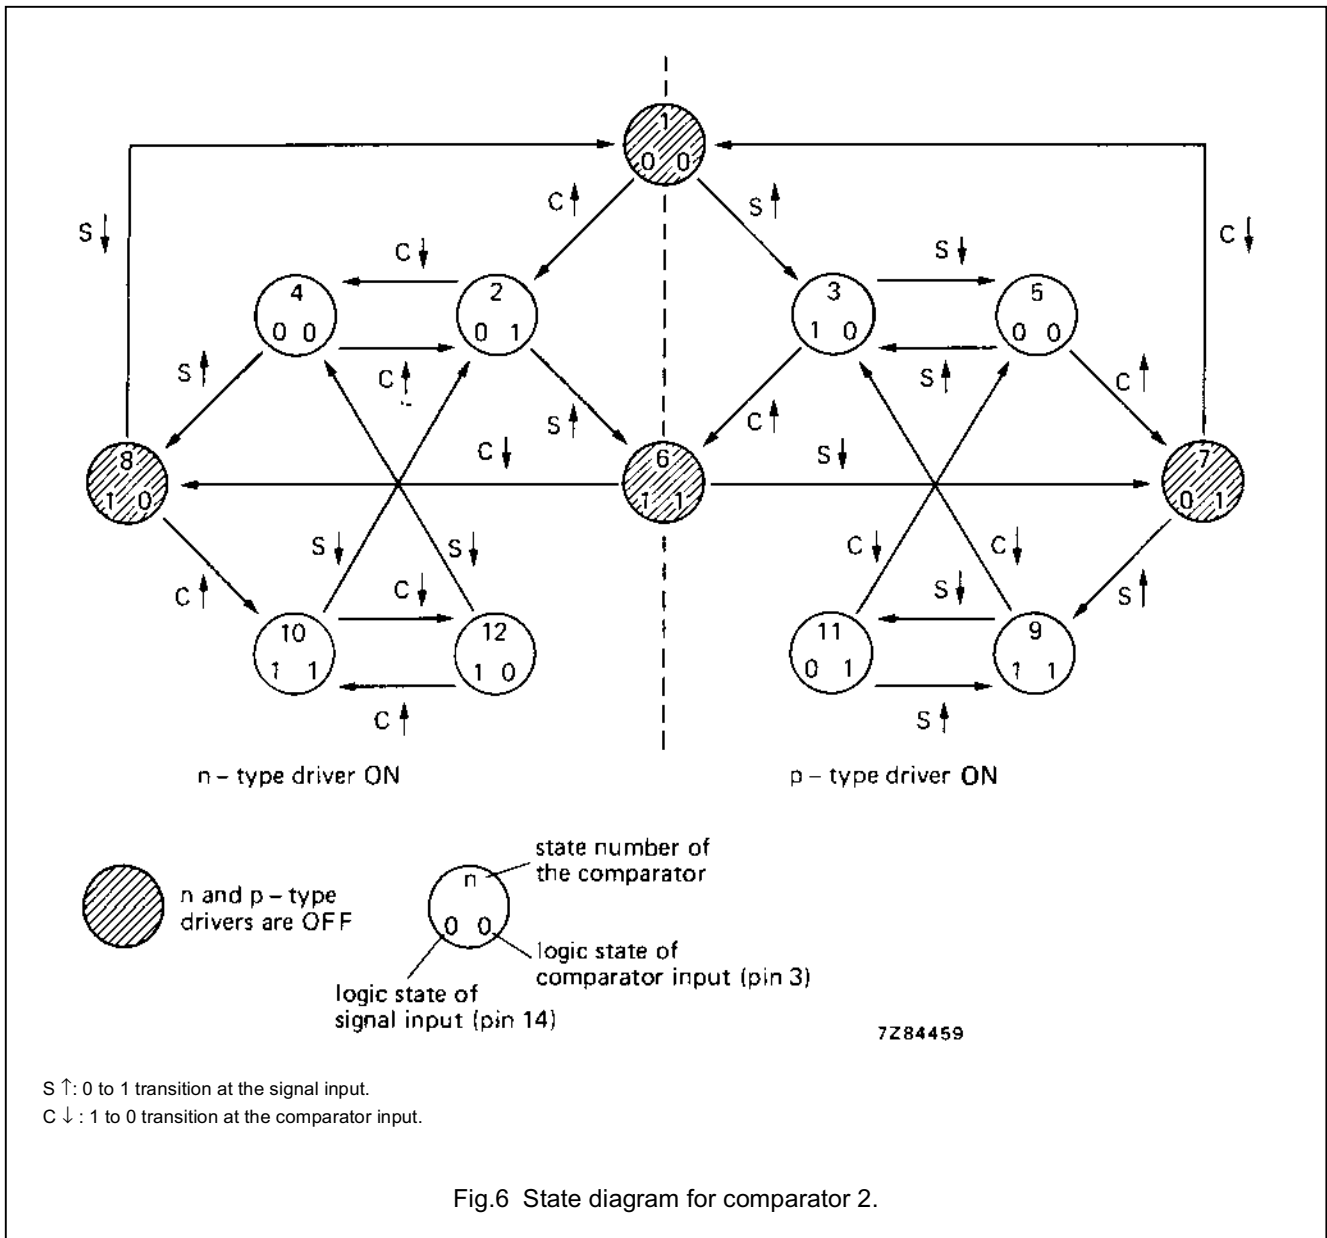 1
0 0
C↑
S↑
S↓
C↓
C↓
S↓
4
0 0
2
0 1
3
1 0
5
0 0
S↑
C↑
S↑
C↑
S↑
C↑
8
1 0
C↓
6
1 1
S↓
7
0 1
C↑
S↓
S↓
C↓
C↓
S↑
C↓
S↓
10
1 1
12
1 0
11
0 1
9
1 1
C↑
S↑
n – type driver ON
p – type driver ON
n and p – type
drivers are OFF
n
0 0
state number of
the comparator
logic state of
comparator input (pin 3)
logic state of
signal input (pin 14)
7Z84459
S ↑: 0 to 1 transition at the signal input.
C ↓ : 1 to 0 transition at the comparator input.
Fig.6 State diagram for comparator 2.